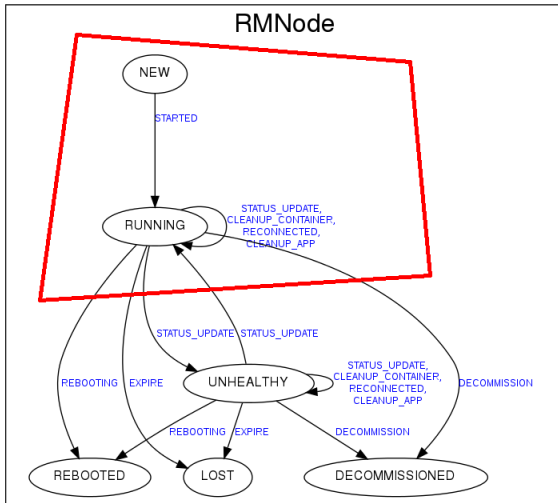 RMNode
NEW
STARTED
STATUS_UPDATE,
CLEANUP_CONTAINER,
RECONNECTED,
CLEANUP_APP
RUNNING
STATUS_UPDATE
STATUS_UPDATE
REBOOTING
EXPIRE
UNHEALTHY
STATUS_UPDATE,
CLEANUP_CONTAINER,
RECONNECTED,
CLEANUP_APP
DECOMMISSION
REBOOTING
EXPIRE
DECOMMISSION
REBOOTED
LOST
DECOMMISSIONED